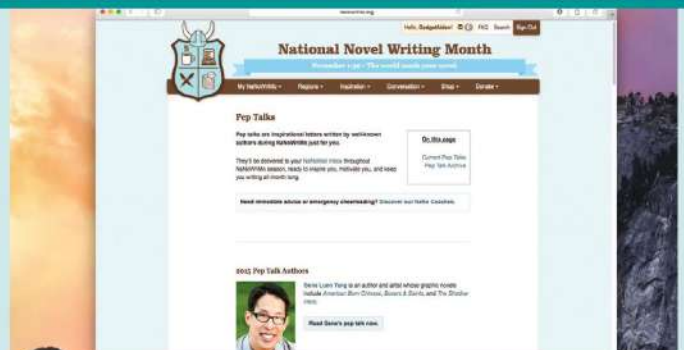 nanowrimo.org
Hello, GadgetAiden! FAQ Search Sign Out
National Novel Writing Month
November 1-30 · The world needs your novel
My NaNoWriMo Regions Inspiration Conversation Shop Donate
Pep Talks
Pep talks are inspirational letters written by well-known
authors during NaNoWriMo just for you.
They'll be delivered to your NaNoMail inbox throughout
NaNoWriMo season, ready to inspire you, motivate you, and keep
you writing all month long.
On this page
Current Pep Talks
Pep Talk Archive
Need immediate advice or emergency cheerleading? Discover our NaNo Coaches.
2015 Pep Talk Authors
Gene Luen Yang is an author and artist whose graphic novels
include American Born Chinese, Boxers & Saints, and The Shadow
Hero.
Read Gene's pep talk now.